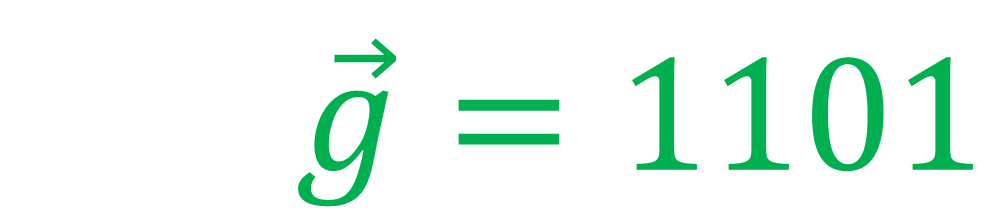 g⃗ = 1101